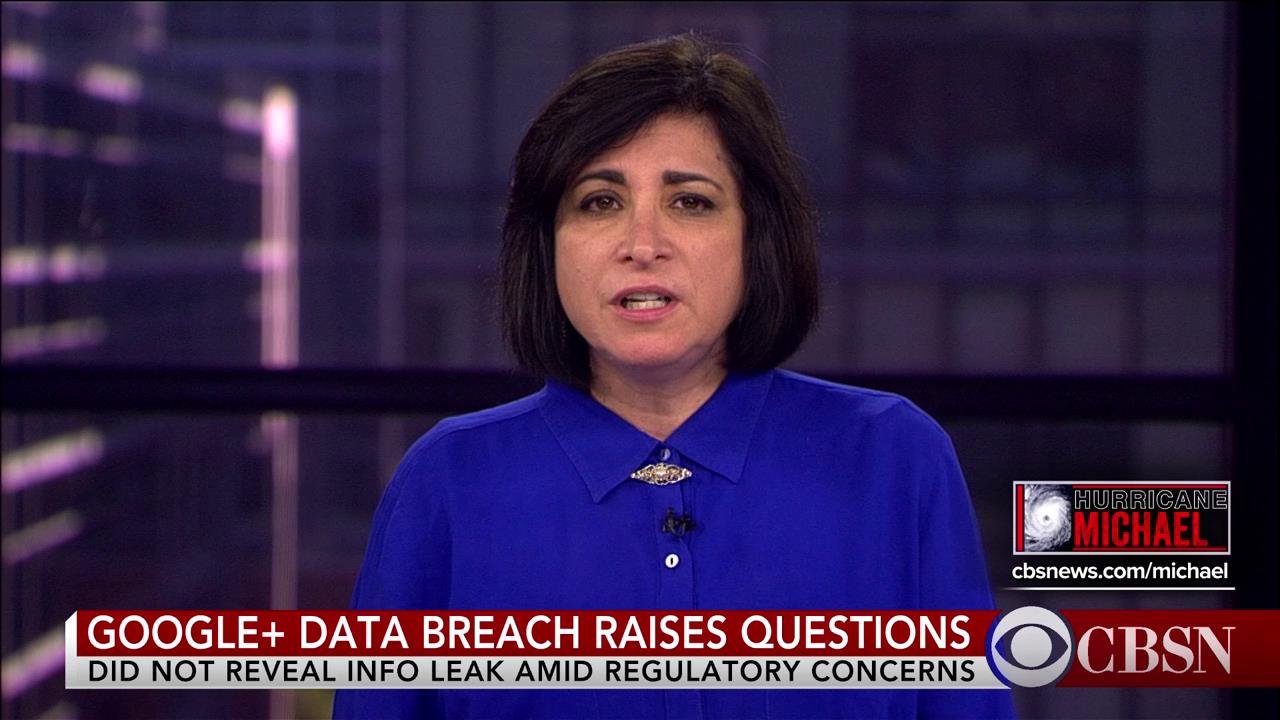 HURRICANE
MICHAEL
cbsnews.com/michael
GOOGLE+ DATA BREACH RAISES QUESTIONS
DID NOT REVEAL INFO LEAK AMID REGULATORY CONCERNS
CBSN